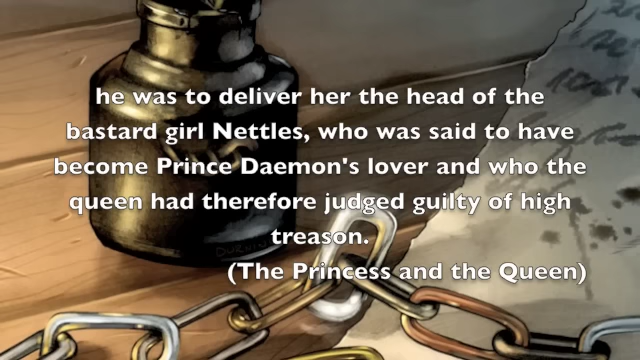 he was to deliver her the head of the
bastard girl Nettles, who was said to have
become Prince Daemon's lover and who the
queen had therefore judged guilty of high
treason.
(The Princess and the Queen)